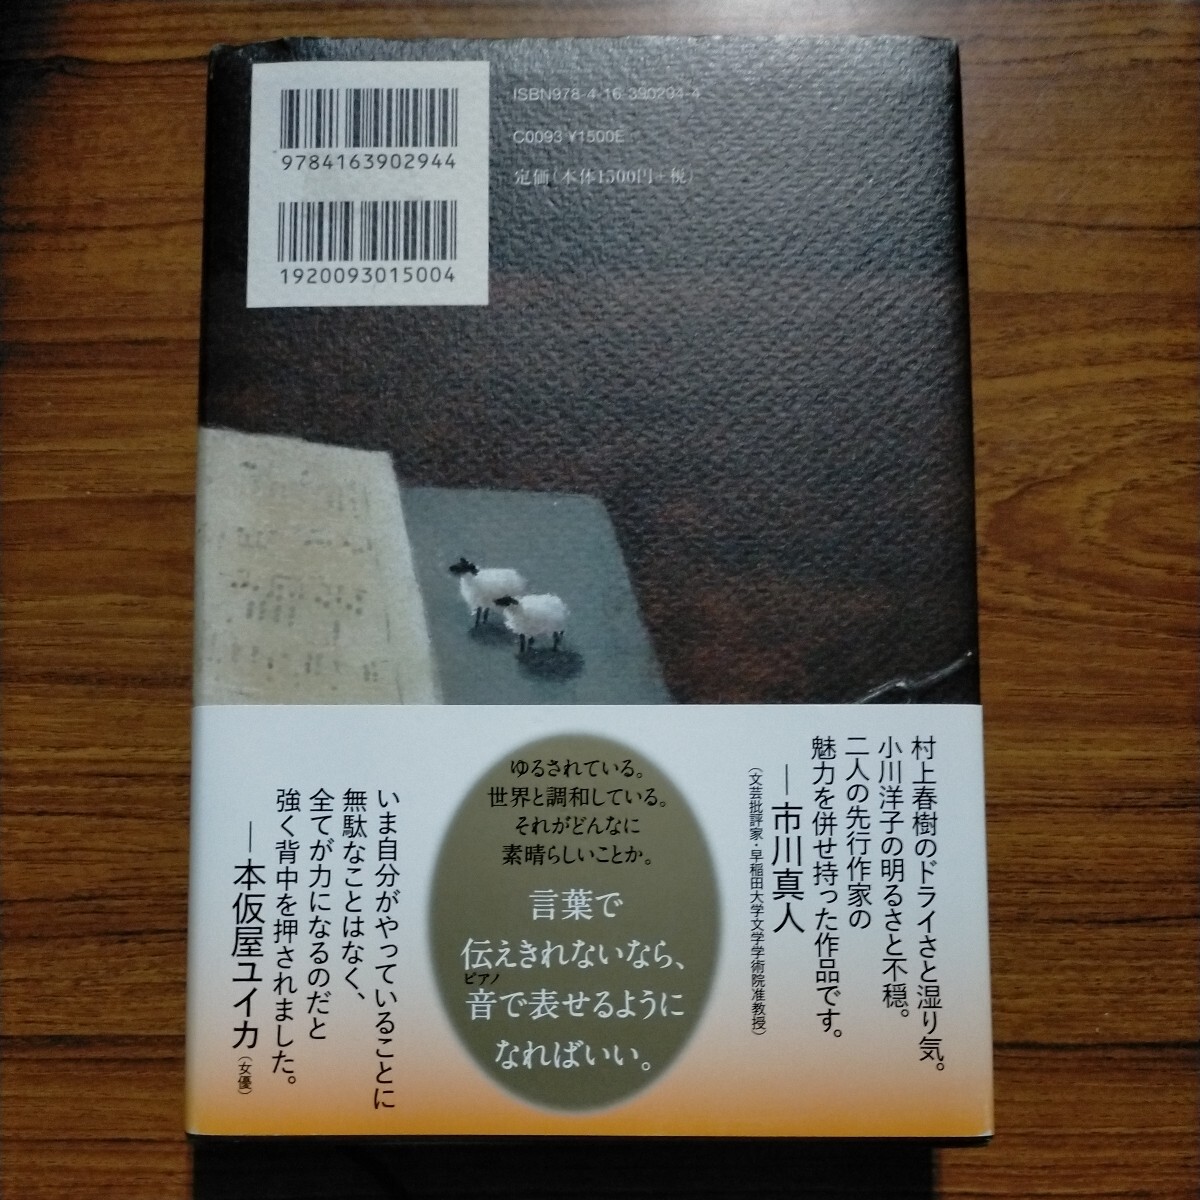 9784163902944
1920093015004
ISBN978-4-16-390294-4
C0093 ¥1500E
定価(本体1500円+税)
村上春樹のドライさと湿り気。
小川洋子の明るさと不穏。
二人の先行作家の
魅力を併せ持った作品です。
―市川真人
(文芸批評家・早稲田大学文学学術院准教授)
ゆるされている。
世界と調和している。
それがどんなに
素晴らしいことか。
言葉で
伝えきれないなら、
ピアノ
音で表せるように
なればいい。
いま自分がやっていることに
無駄なことはなく、
全てが力になるのだと
強く背中を押されました。
―本仮屋ユイカ(女優)